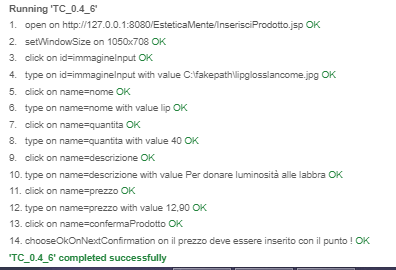 Running 'TC_0.4_6'
1. open on http://127.0.0.1:8080/EsteticaMente/InserisciProdotto.jsp OK
2. setWindowSize on 1050x708 OK
3. click on id=immagineInput OK
4. type on id=immagineInput with value C:\fakepath\lipglosslancome.jpg OK
5. click on name=nome OK
6. type on name=nome with value lip OK
7. click on name=quantita OK
8. type on name=quantita with value 40 OK
9. click on name=descrizione OK
10. type on name=descrizione with value Per donare luminosità alle labbra OK
11. click on name=prezzo OK
12. type on name=prezzo with value 12,90 OK
13. click on name=confermaProdotto OK
14. chooseOkOnNextConfirmation on il prezzo deve essere inserito con il punto ! OK
'TC_0.4_6' completed successfully